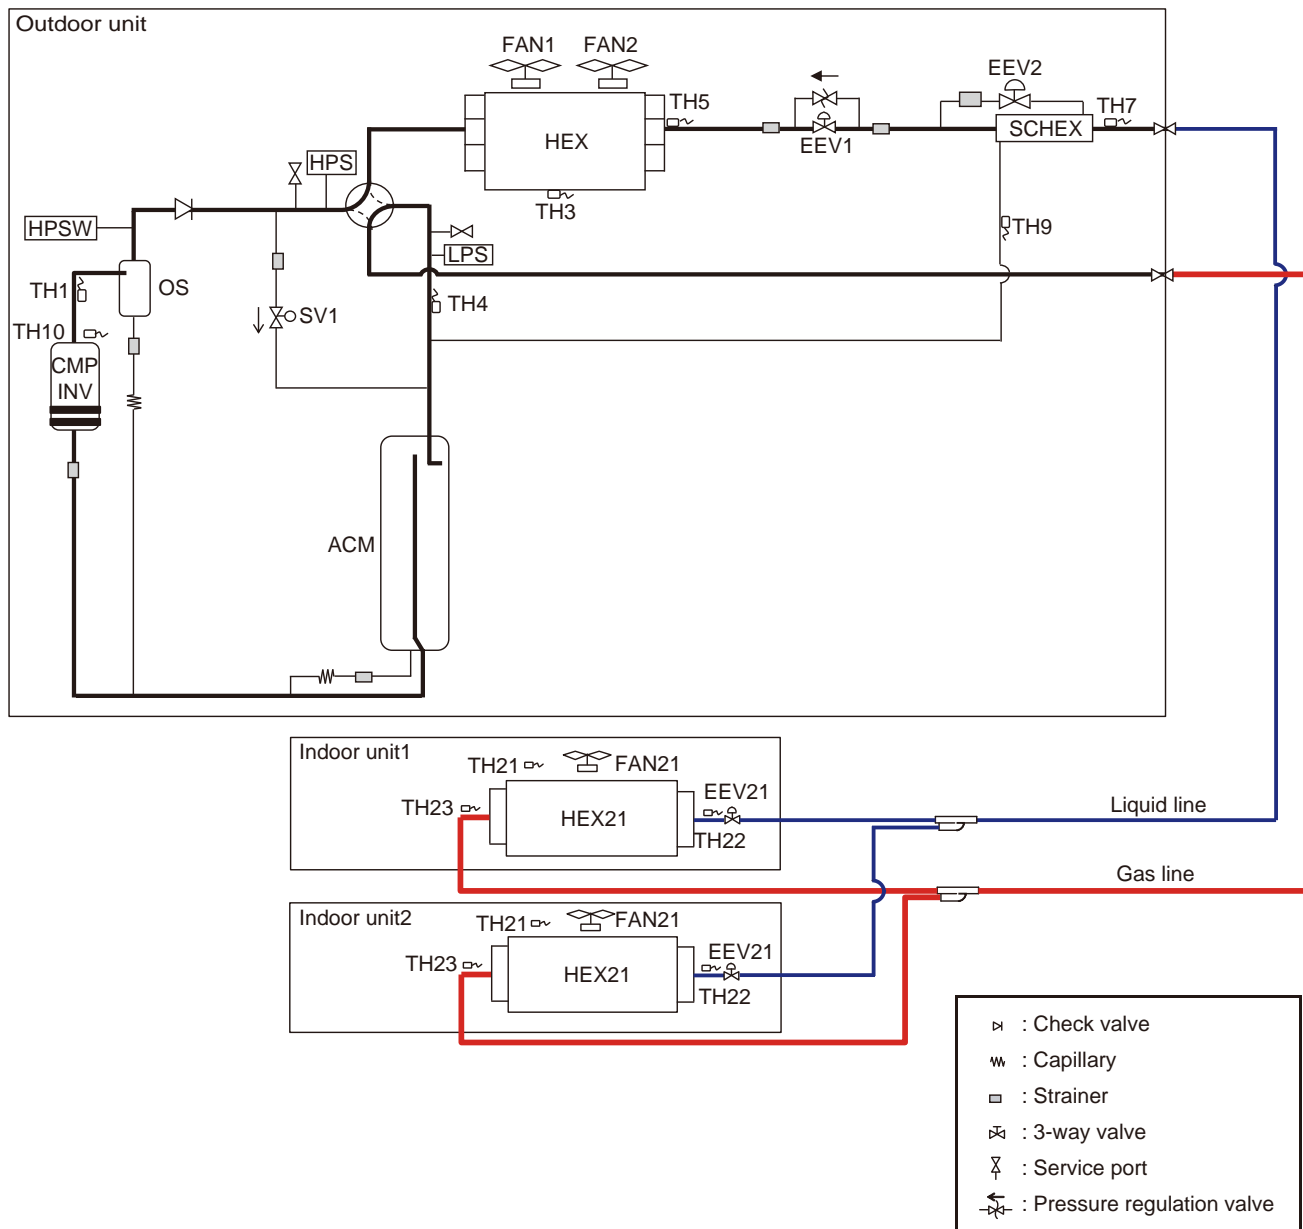 Outdoor unit
FAN1
FAN2
EEV2
TH5
TH7
HEX
EEV1
SCHEX
HPS
TH3
HPSW
TH9
LPS
TH1
OS
TH4
SV1
TH10
CMP
INV
ACM
Indoor unit1
TH21
FAN21
EEV21
TH23
HEX21
TH22
Liquid line
Gas line
Indoor unit2
TH21
FAN21
EEV21
TH23
HEX21
TH22
: Check valve
: Capillary
: Strainer
: 3-way valve
: Service port
: Pressure regulation valve